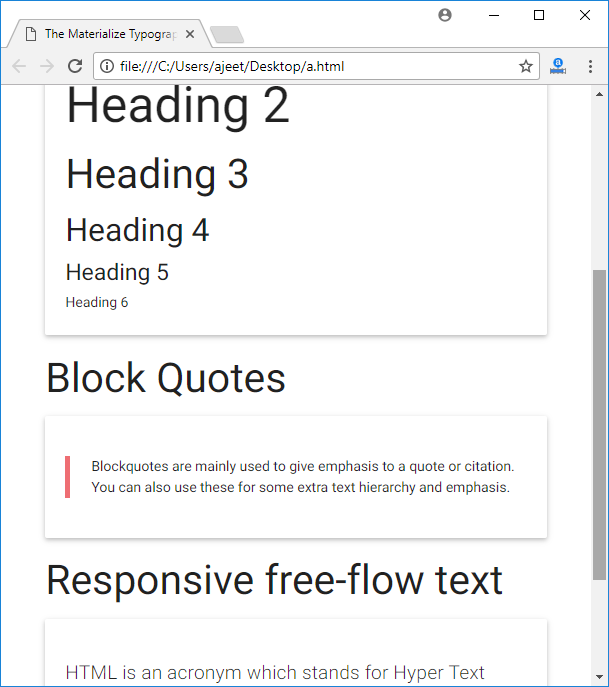 The Materialize Typograp
file:///C:/Users/ajeet/Desktop/a.html
a
Heading 2
Heading 3
Heading 4
Heading 5
Heading 6
Block Quotes
Blockquotes are mainly used to give emphasis to a quote or citation.
You can also use these for some extra text hierarchy and emphasis.
Responsive free-flow text
HTML is an acronym which stands for Hyper Text